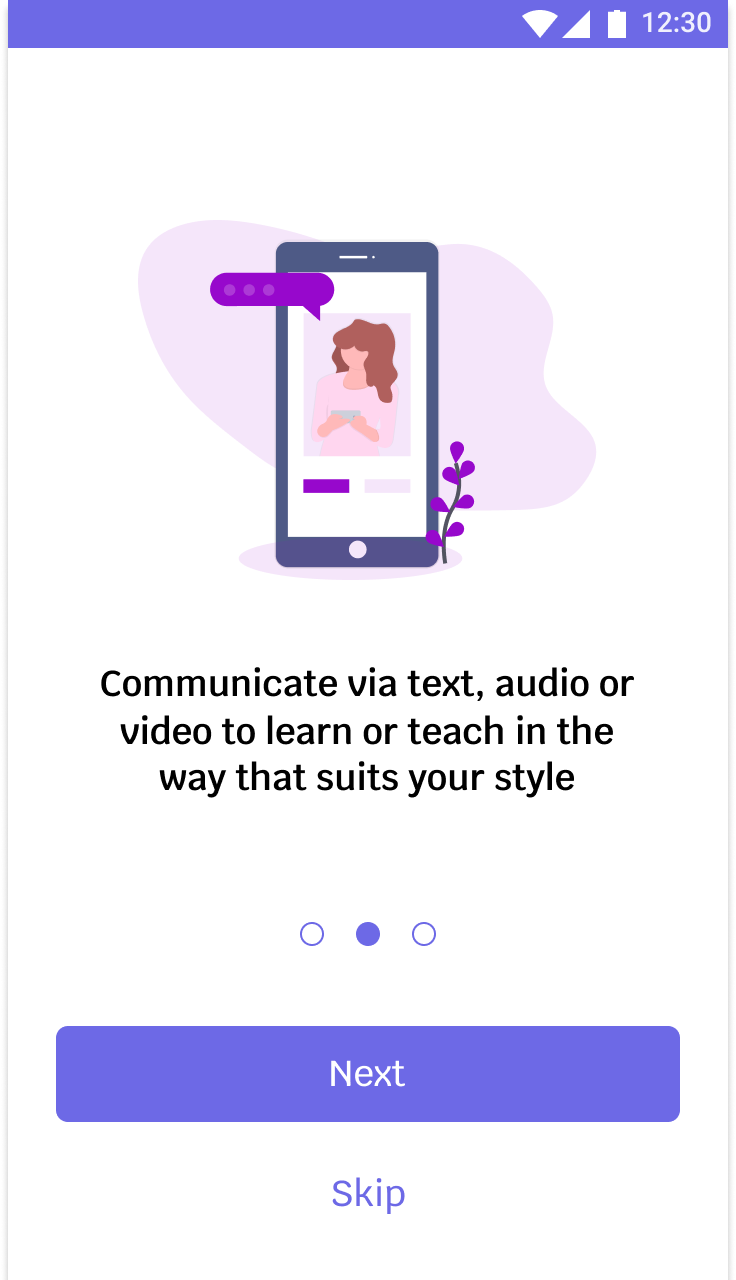 12:30
Communicate via text, audio or
video to learn or teach in the
way that suits your style
Next
Skip